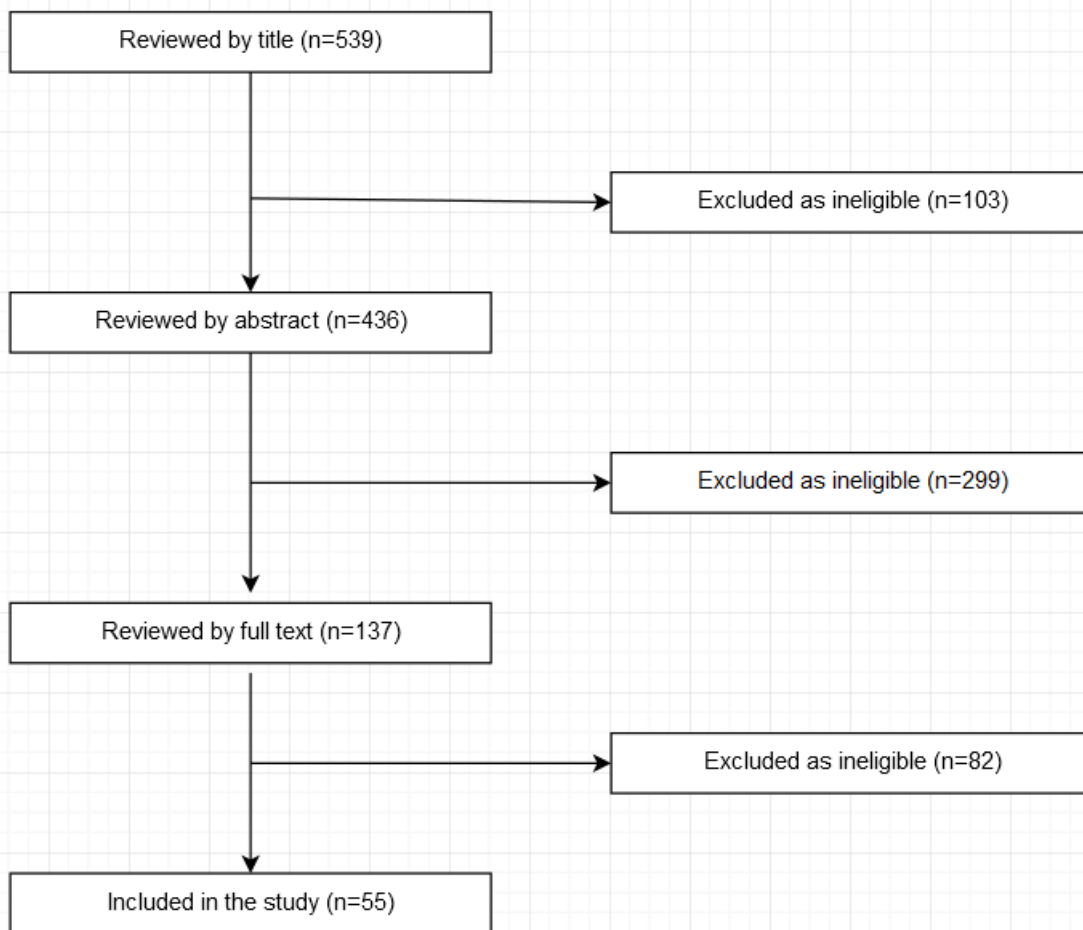 Reviewed by title (n=539)
Excluded as ineligible (n=103)
Reviewed by abstract (n=436)
Excluded as ineligible (n=299)
Reviewed by full text (n=137)
Excluded as ineligible (n=82)
Included in the study (n=55)